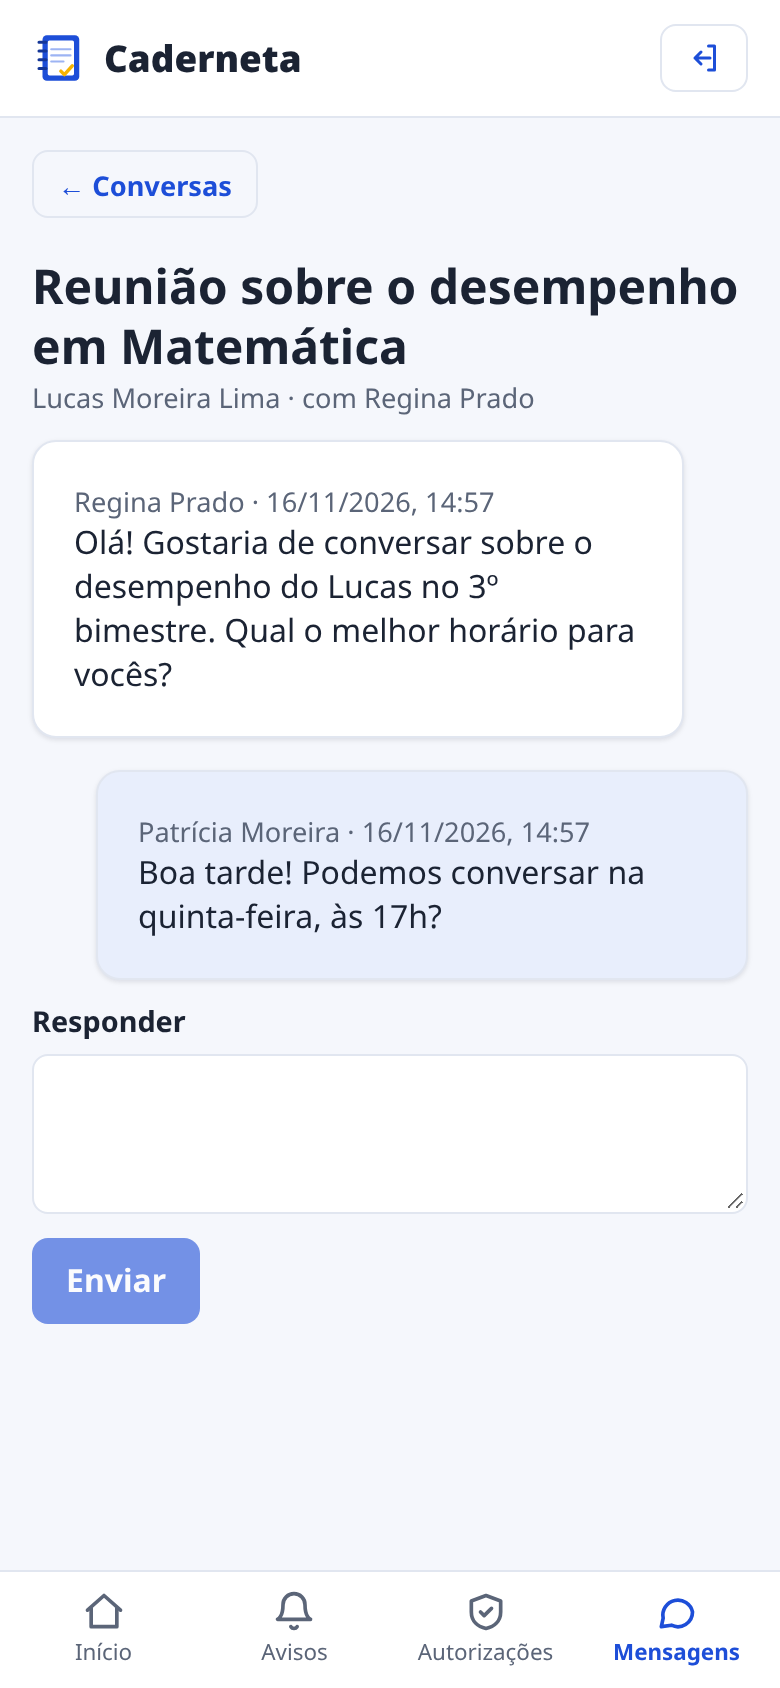 Caderneta
← Conversas
Reunião sobre o desempenho
em Matemática
Lucas Moreira Lima · com Regina Prado
Regina Prado · 16/11/2026, 14:57
Olá! Gostaria de conversar sobre o
desempenho do Lucas no 3º
bimestre. Qual o melhor horário para
vocês?
Patrícia Moreira · 16/11/2026, 14:57
Boa tarde! Podemos conversar na
quinta-feira, às 17h?
Responder
Enviar
Início
Avisos
Autorizações
Mensagens